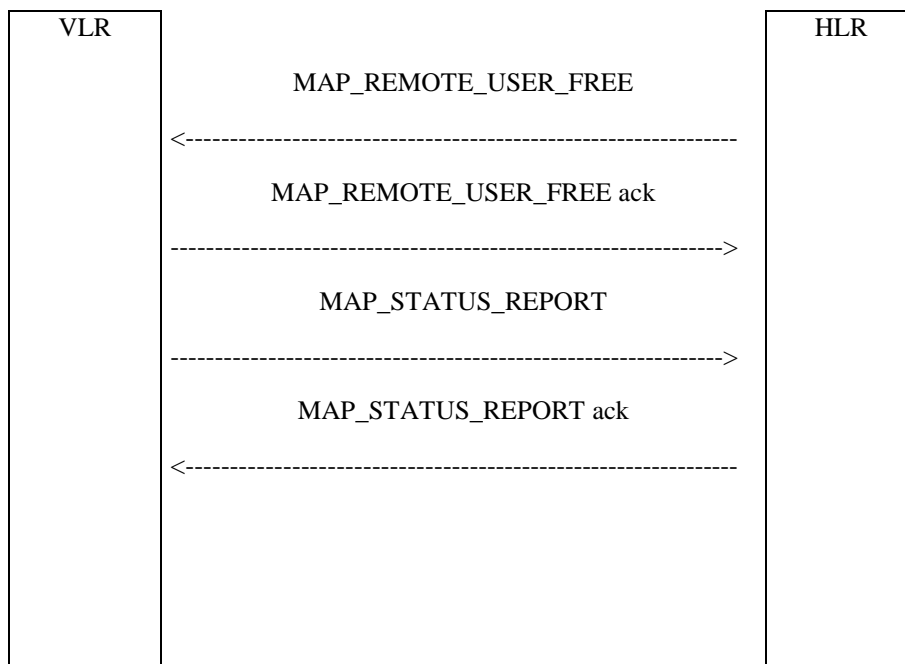 VLR HLR
MAP_REMOTE_USER_FREE
MAP_REMOTE_USER_FREE ack
MAP_STATUS_REPORT
MAP_STATUS_REPORT ack